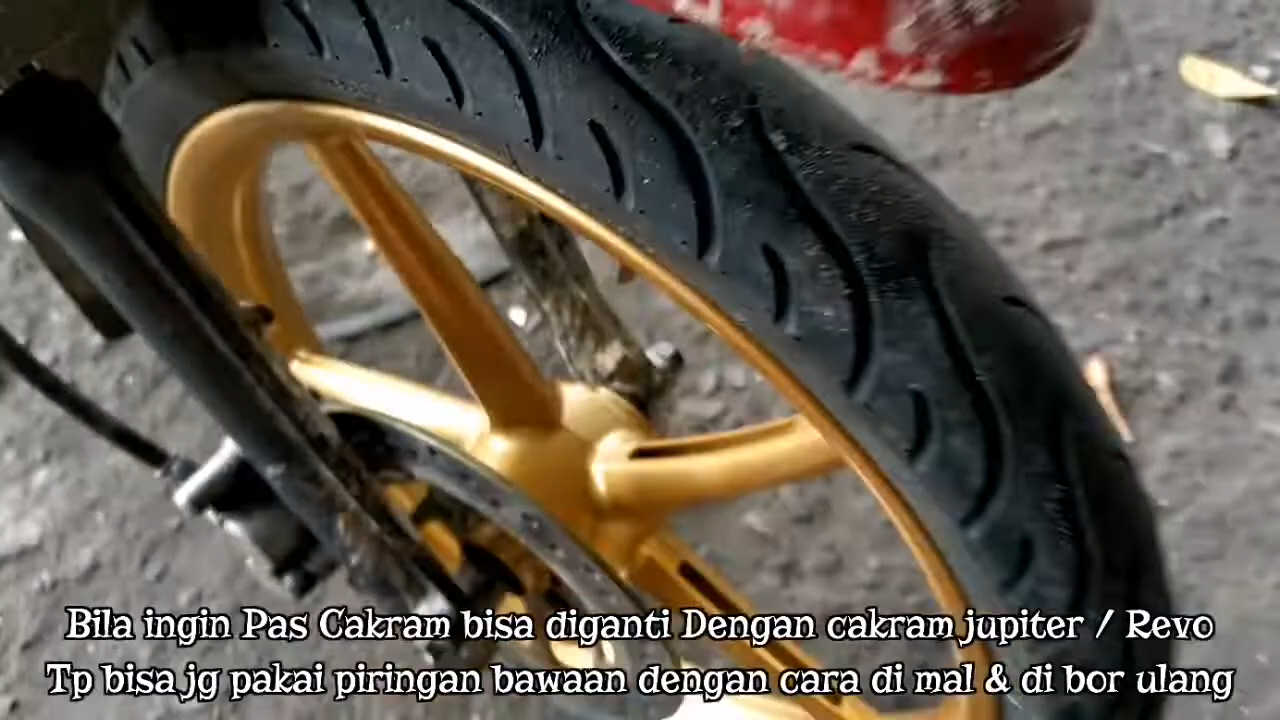 Bila ingin Pas Cakram bisa diganti Dengan cakram jupiter / Revo
Tp bisa jg pakai piringan bawaan dengan cara di mal & di bor ulang